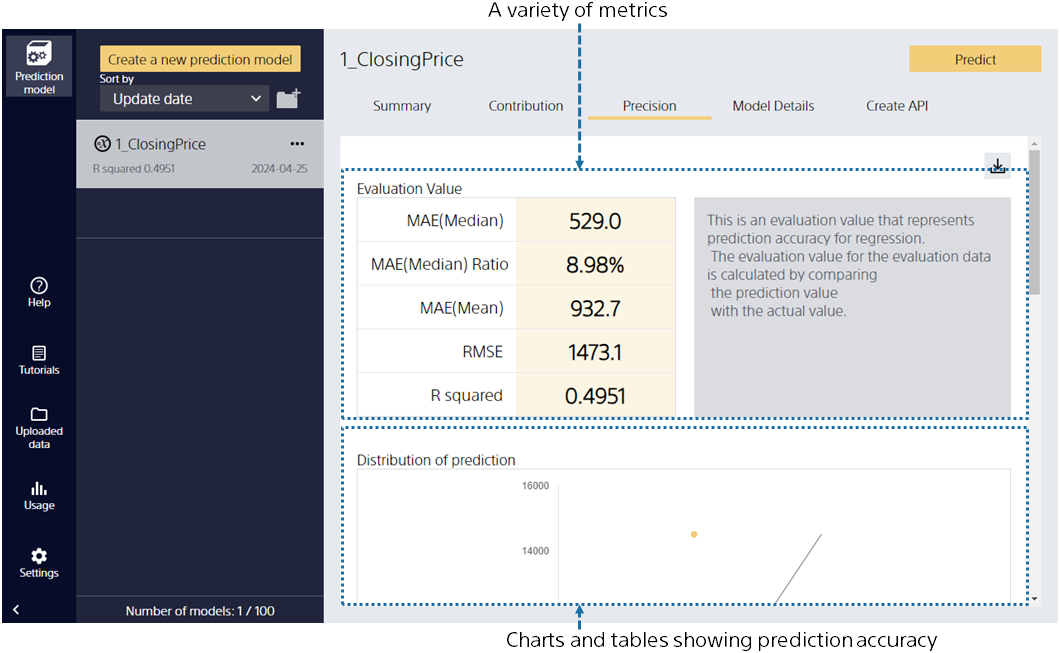 A variety of metrics
Prediction
model
Create a new prediction model
Sort by
Update date
1_ClosingPrice
R squared 0.4951
2024-04-25
Help
Tutorials
Uploaded
data
Usage
Settings
Number of models: 1 / 100
1_ClosingPrice
Predict
Summary
Contribution
Precision
Model Details
Create API
Evaluation Value
MAE(Median) 529.0
MAE(Median) Ratio 8.98%
MAE(Mean) 932.7
RMSE 1473.1
R squared 0.4951
This is an evaluation value that represents
prediction accuracy for regression.
The evaluation value for the evaluation data
is calculated by comparing
the prediction value
with the actual value.
Distribution of prediction
16000
14000
Charts and tables showing prediction accuracy